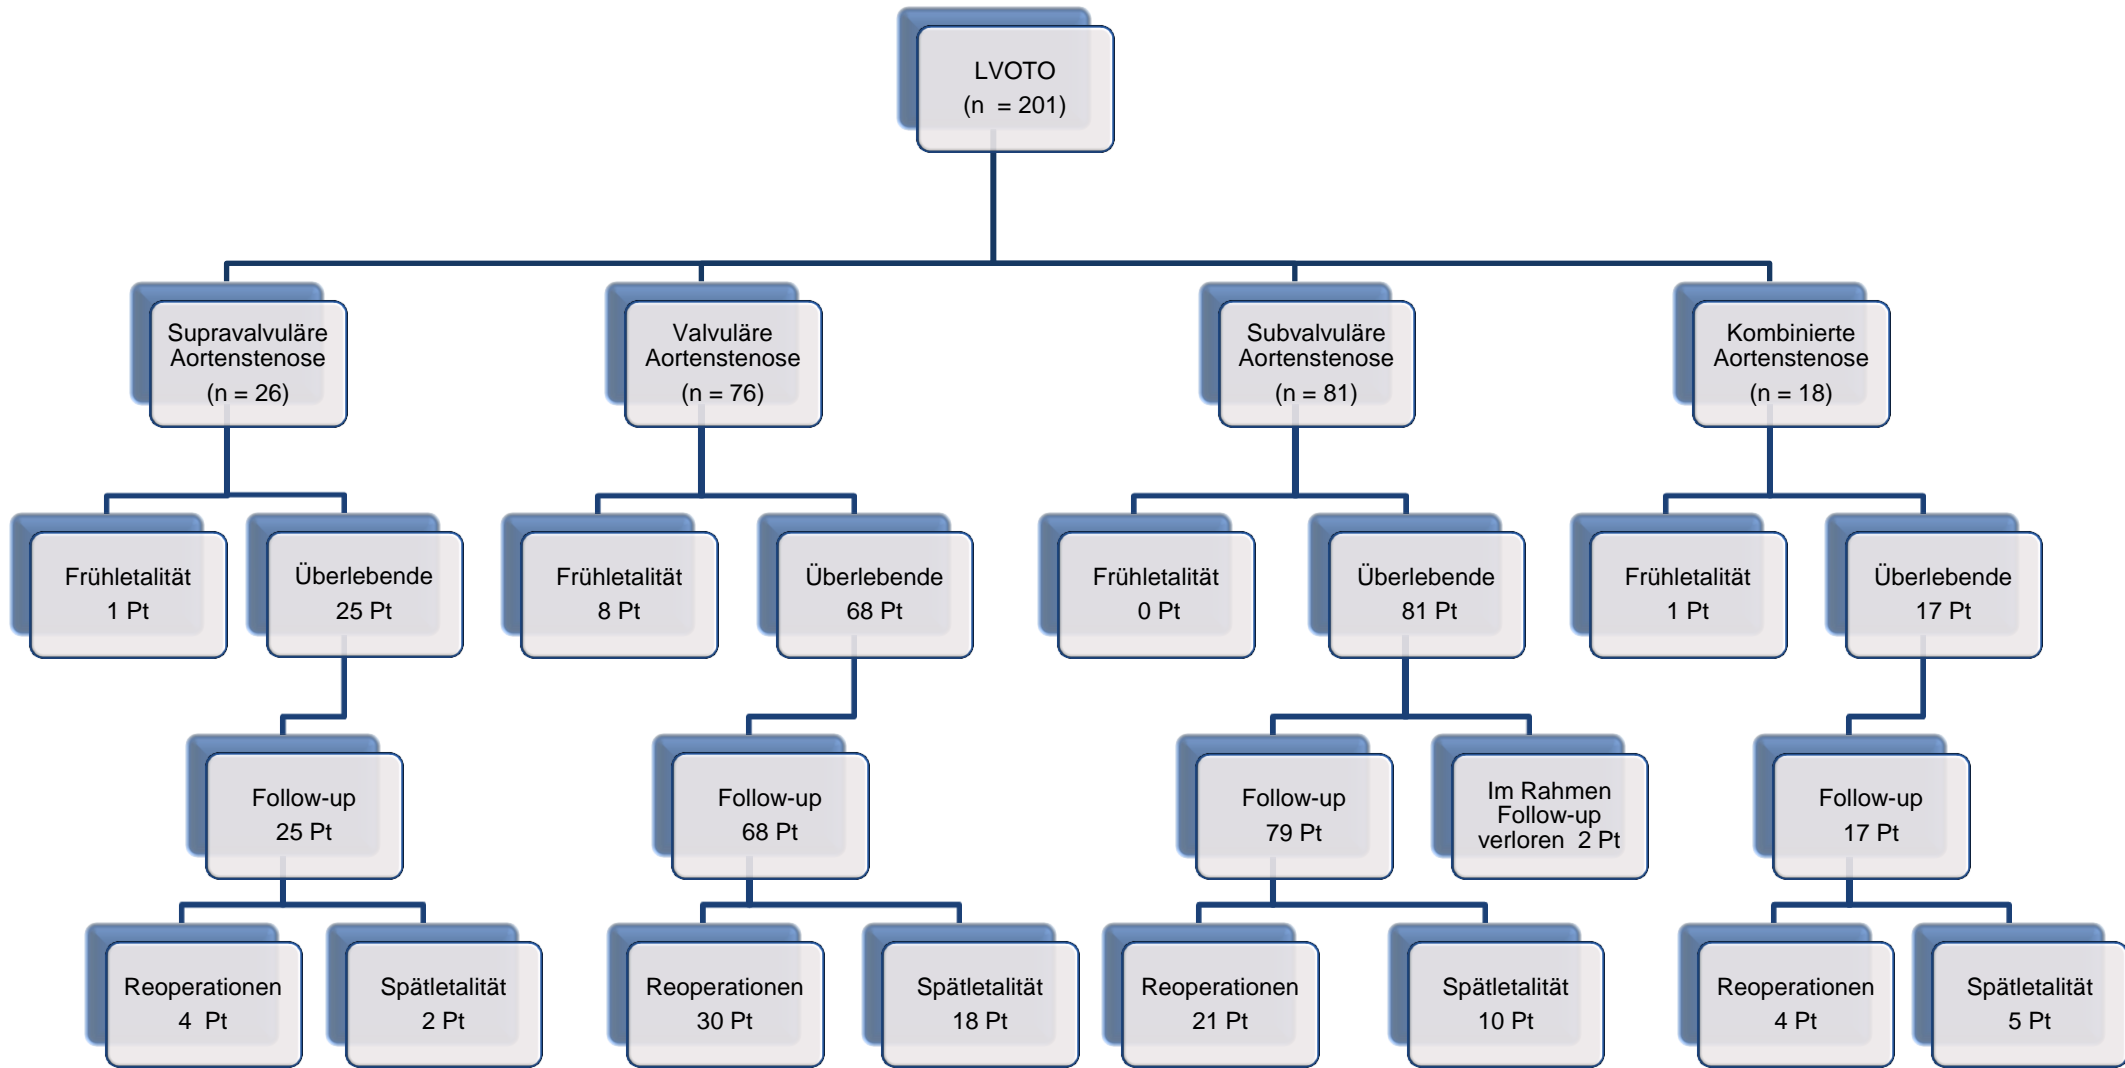 LVOTO
(n = 201)
Supravalvuläre
Aortenstenose
(n = 26)
Valvuläre
Aortenstenose
(n = 76)
Subvalvuläre
Aortenstenose
(n = 81)
Kombinierte
Aortenstenose
(n = 18)
Frühletalität
1 Pt
Überlebende
25 Pt
Frühletalität
8 Pt
Überlebende
68 Pt
Frühletalität
0 Pt
Überlebende
81 Pt
Frühletalität
1 Pt
Überlebende
17 Pt
Follow-up
25 Pt
Follow-up
68 Pt
Follow-up
79 Pt
Im Rahmen
Follow-up
verloren 2 Pt
Follow-up
17 Pt
Reoperationen
4 Pt
Spätletalität
2 Pt
Reoperationen
30 Pt
Spätletalität
18 Pt
Reoperationen
21 Pt
Spätletalität
10 Pt
Reoperationen
4 Pt
Spätletalität
5 Pt